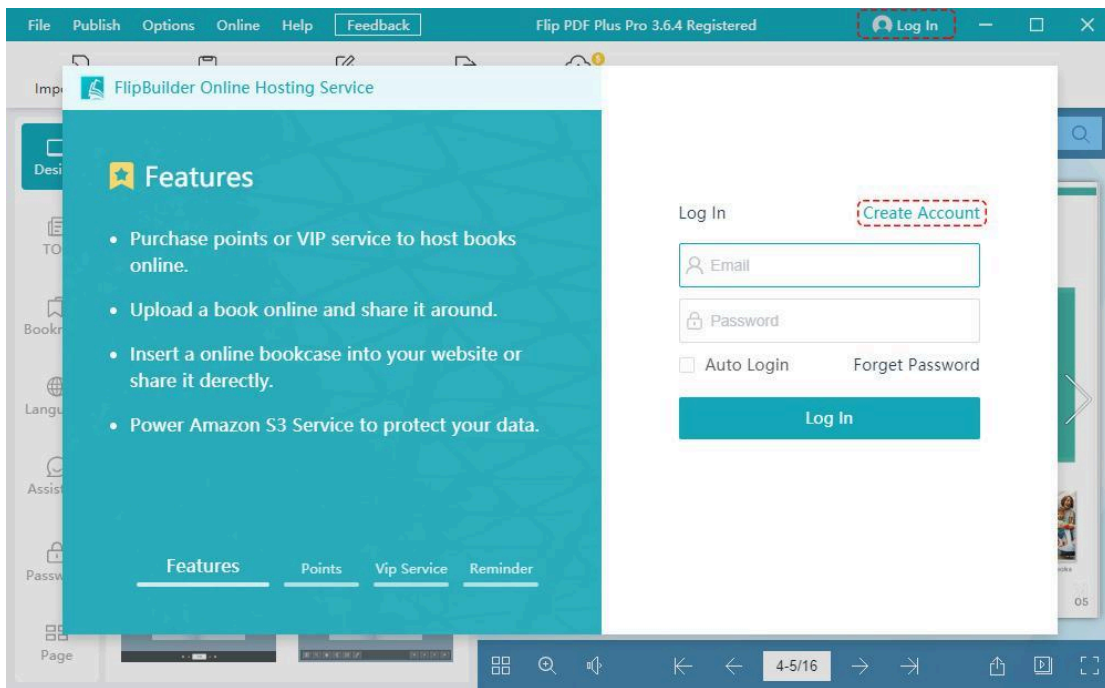 File Publish Options Online Help Feedback Flip PDF Plus Pro 3.6.4 Registered Log In
FlipBuilder Online Hosting Service
Features
• Purchase points or VIP service to host books
online.
• Upload a book online and share it around.
• Insert a online bookcase into your website or
share it derectly.
• Power Amazon S3 Service to protect your data.
Features Points Vip Service Reminder
Log In Create Account
Email
Password
Auto Login Forget Password
Log In
Page
4-5/16
05